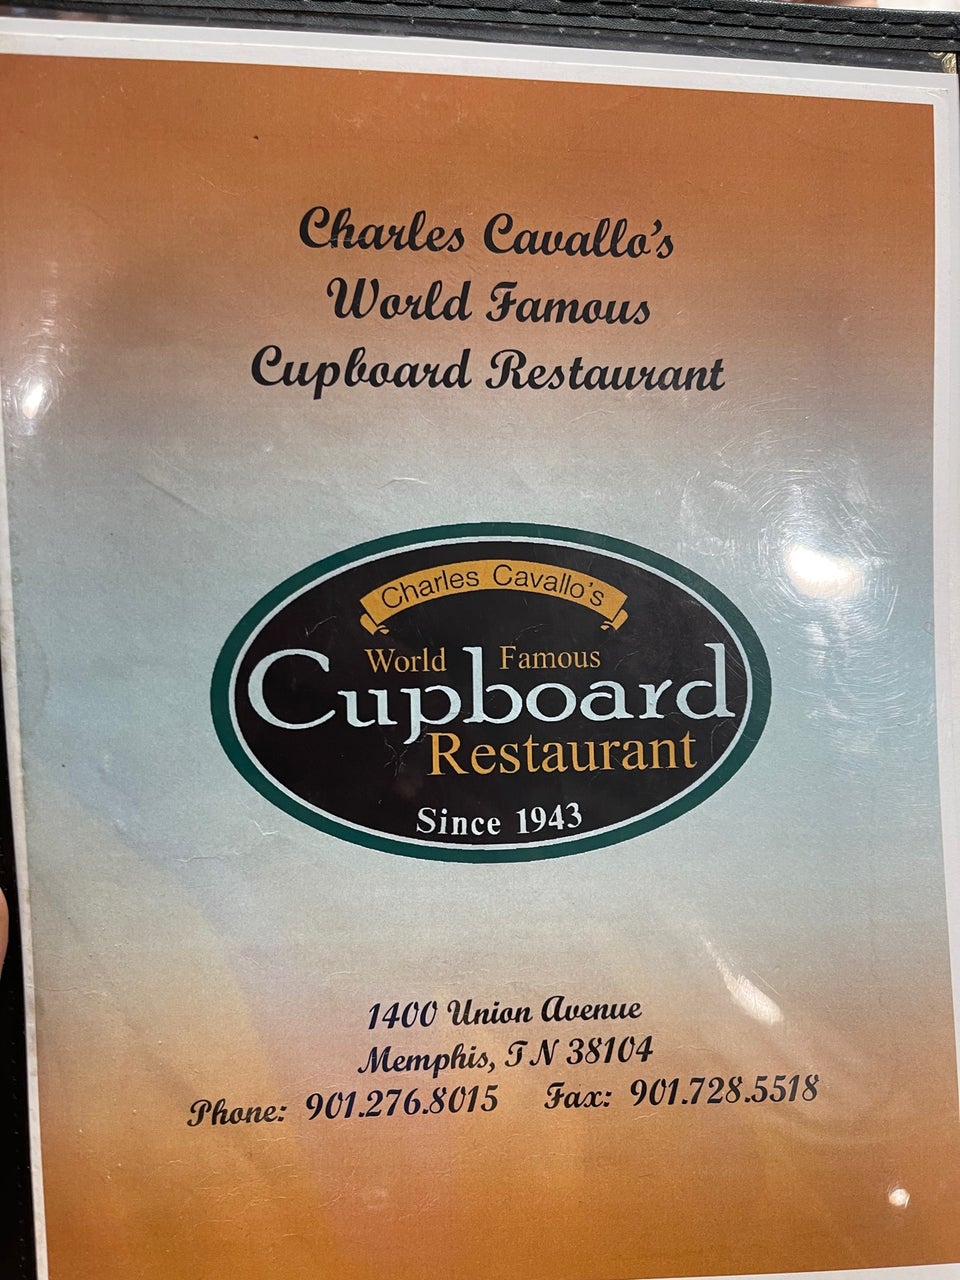 Charles Cavallo's
World Famous
Cupboard Restaurant
Charles Cavallo's
World Famous
Cupboard
Restaurant
Since 1943
1400 Union Avenue
Memphis, TN 38104
Phone: 901.276.8015 Fax: 901.728.5518